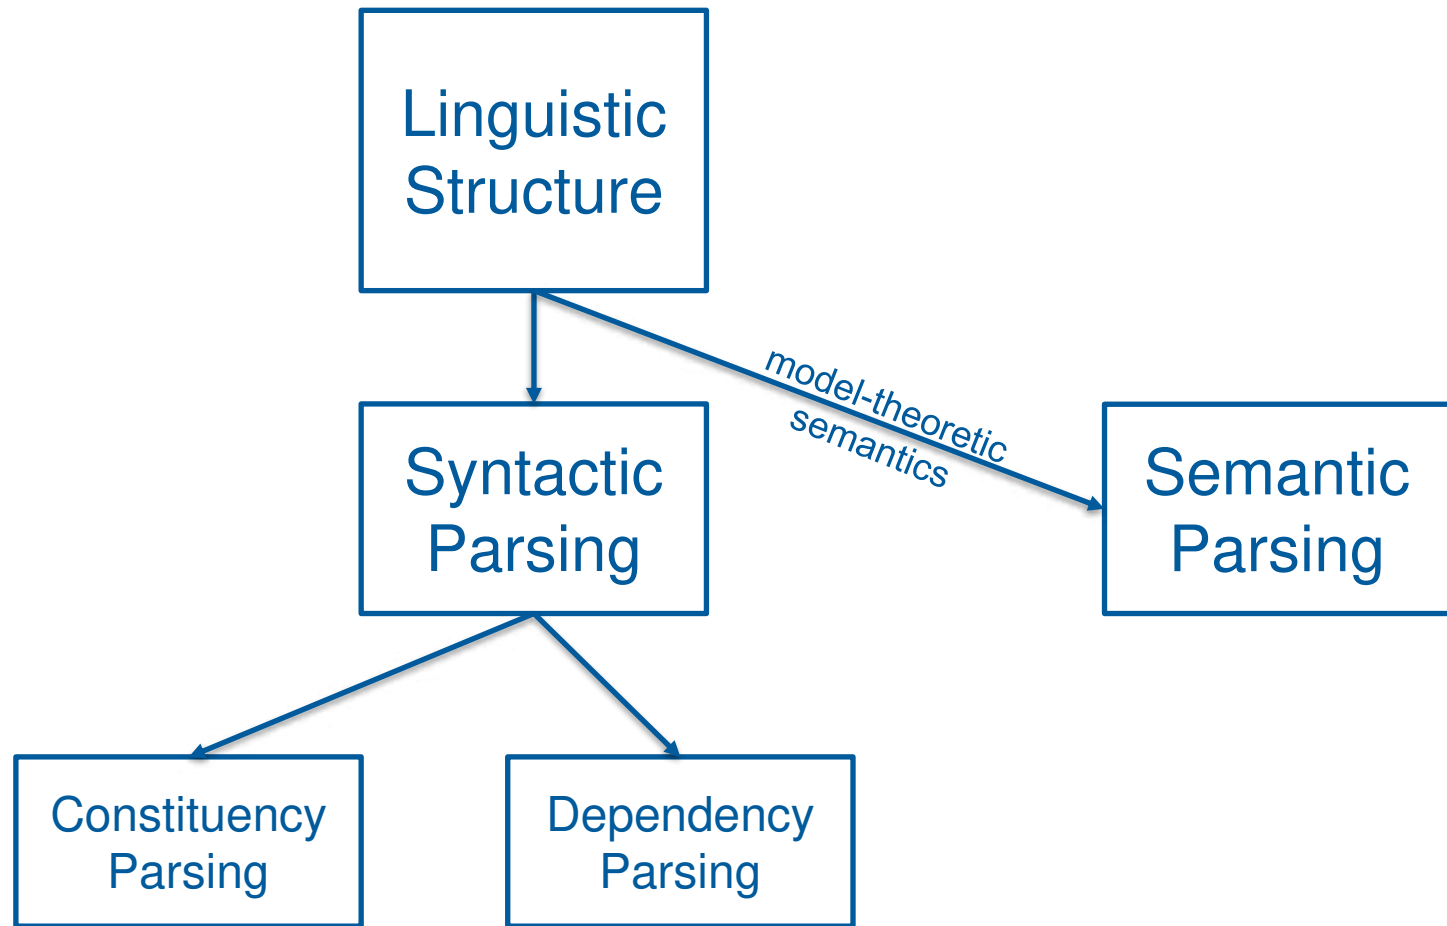 Linguistic
Structure
model-theoretic
semantics
Syntactic
Parsing
Semantic
Parsing
Constituency
Parsing
Dependency
Parsing